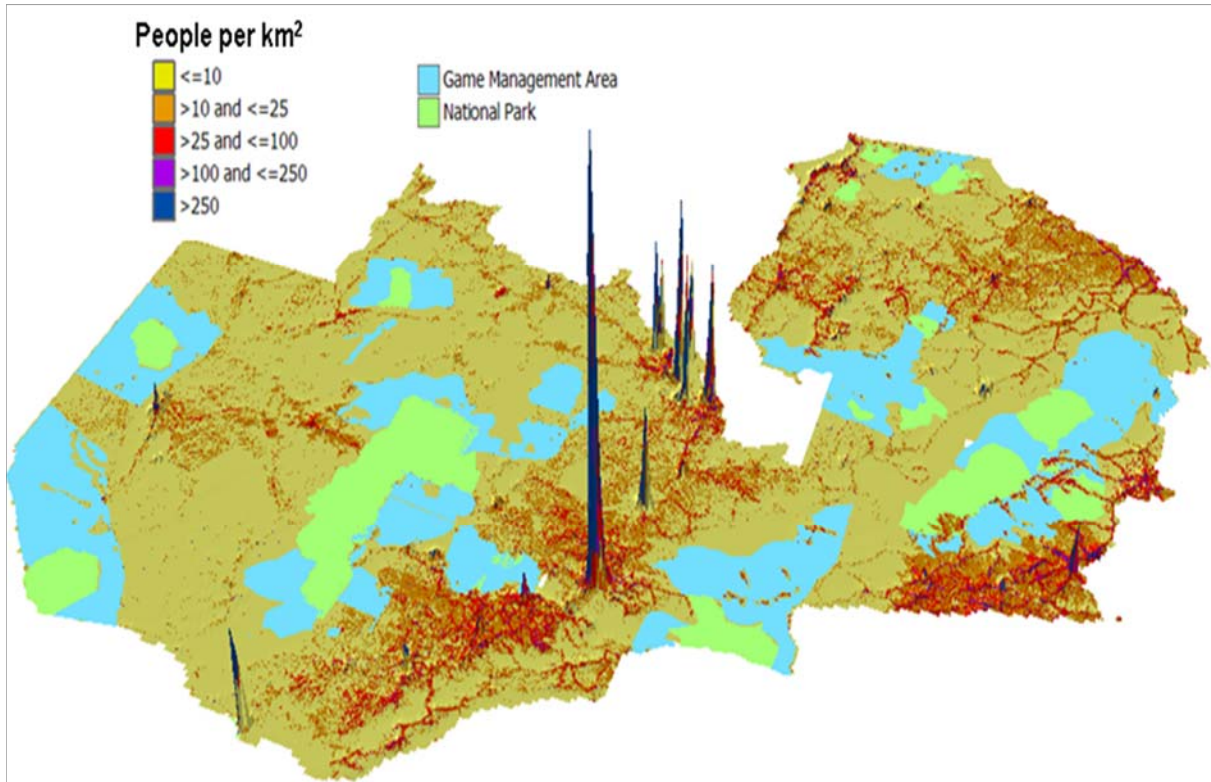 People per km²
<=10
>10 and <=25
>25 and <=100
>100 and <=250
>250
Game Management Area
National Park